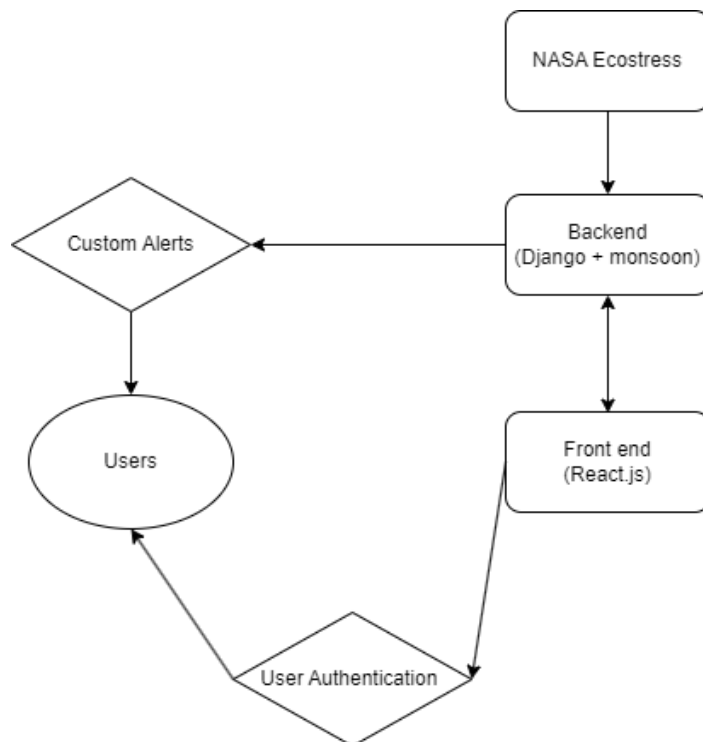 NASA Ecostress
Custom Alerts
Backend
(Django + monsoon)
Users
Front end
(React.js)
User Authentication